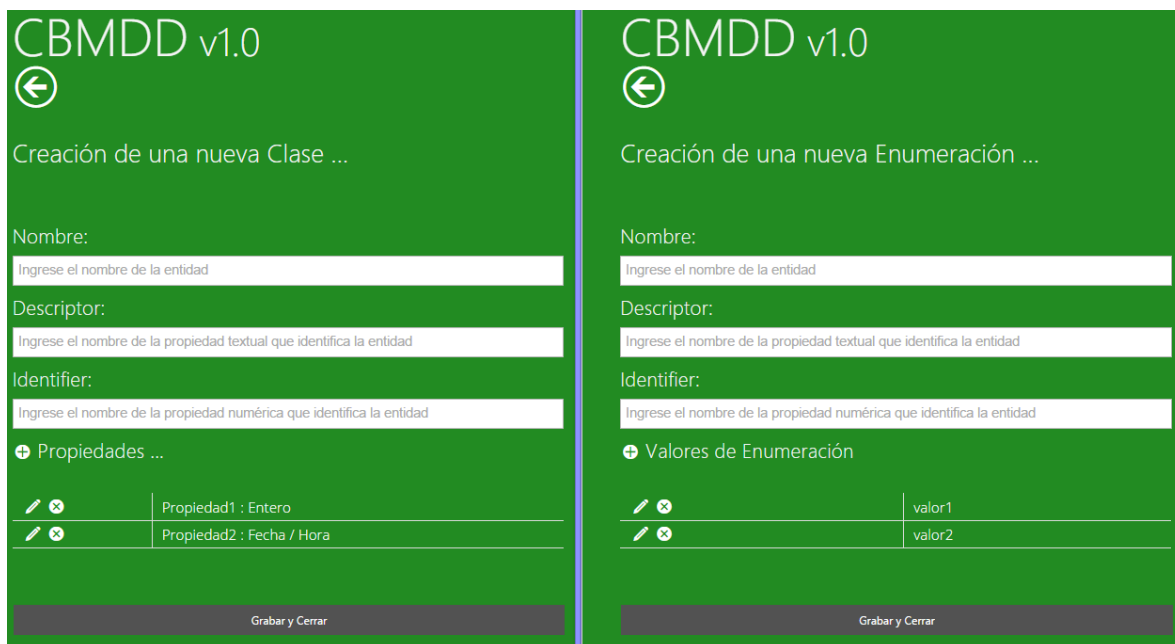 CBMDD v1.0
Creación de una nueva Clase ...
Nombre:
Ingrese el nombre de la entidad
Descriptor:
Ingrese el nombre de la propiedad textual que identifica la entidad
Identifier:
Ingrese el nombre de la propiedad numérica que identifica la entidad
Propiedades ...
Propiedad1 : Entero
Propiedad2 : Fecha / Hora
Grabar y Cerrar
CBMDD v1.0
Creación de una nueva Enumeración ...
Nombre:
Ingrese el nombre de la entidad
Descriptor:
Ingrese el nombre de la propiedad textual que identifica la entidad
Identifier:
Ingrese el nombre de la propiedad numérica que identifica la entidad
Valores de Enumeración
valor1
valor2
Grabar y Cerrar